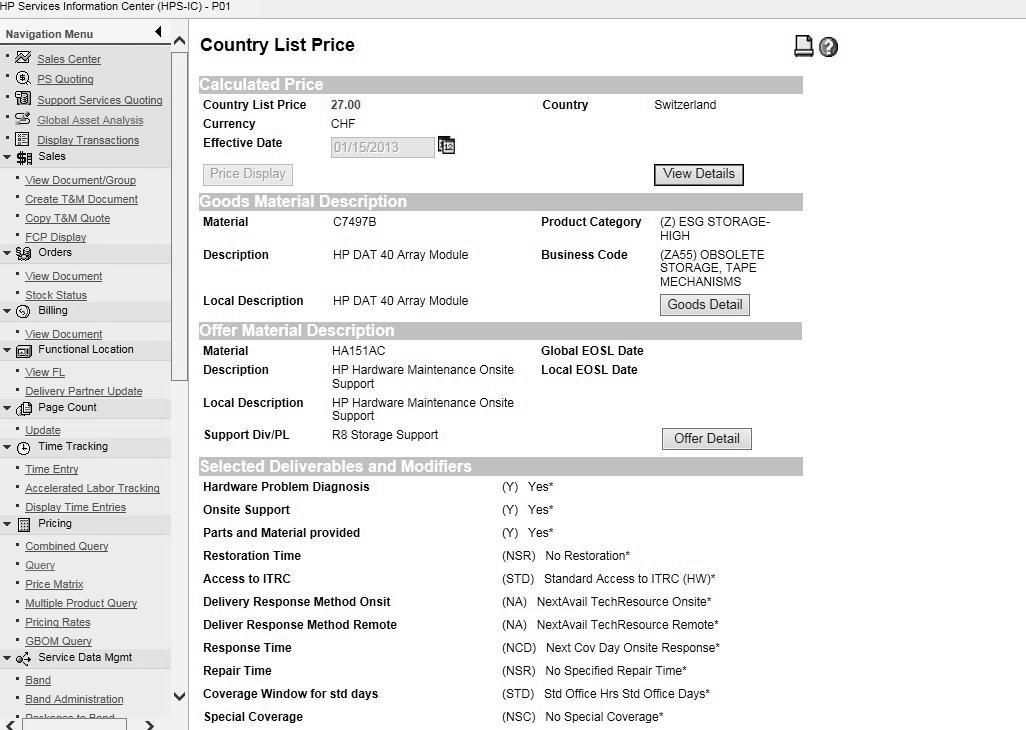 HP Services Information Center (HPS-IC) - P01
Navigation Menu
Sales Center
PS Quoting
Support Services Quoting
Global Asset Analysis
Display Transactions
Sales
View Document/Group
Create T&M Document
Copy T&M Quote
FCP Display
Orders
View Document
Stock Status
Billing
View Document
Functional Location
View FL
Delivery Partner Update
Page Count
Update
Time Tracking
Time Entry
Accelerated Labor Tracking
Display Time Entries
Pricing
Combined Query
Query
Price Matrix
Multiple Product Query
Pricing Rates
GBOM Query
Service Data Mgmt
Band
Band Administration
Packages to Band
Country List Price
Calculated Price
Country List Price 27.00 Country Switzerland
Currency CHF
Effective Date 01/15/2013 12
Price Display View Details
Goods Material Description
Material C7497B Product Category (Z) ESG STORAGE-
HIGH
Description HP DAT 40 Array Module Business Code (ZA55) OBSOLETE
STORAGE, TAPE
MECHANISMS
Local Description HP DAT 40 Array Module
Goods Detail
Offer Material Description
Material HA151AC Global EOSL Date
Description HP Hardware Maintenance Onsite Local EOSL Date
Support
Local Description HP Hardware Maintenance Onsite
Support
Support Div/PL R8 Storage Support
Offer Detail
Selected Deliverables and Modifiers
Hardware Problem Diagnosis (Y) Yes*
Onsite Support (Y) Yes*
Parts and Material provided (Y) Yes*
Restoration Time (NSR) No Restoration*
Access to ITRC (STD) Standard Access to ITRC (HW)*
Delivery Response Method Onsit (NA) NextAvail TechResource Onsite*
Deliver Response Method Remote (NA) NextAvail TechResource Remote*
Response Time (NCD) Next Cov Day Onsite Response*
Repair Time (NSR) No Specified Repair Time*
Coverage Window for std days (STD) Std Office Hrs Std Office Days*
Special Coverage (NSC) No Special Coverage*